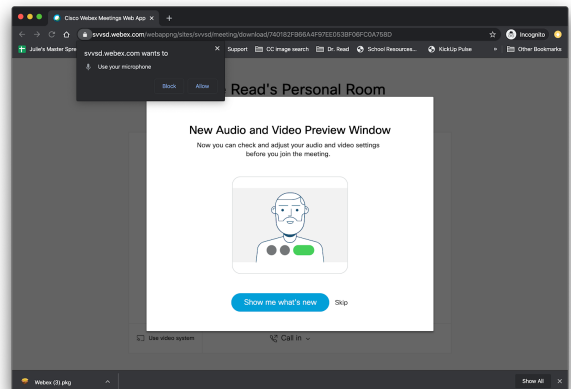 Cisco Webex Meetings Web App
svvsd.webex.com/webappng/sites/svvsd/meeting/download/740182FB66A4F97EE053BF06FC0A758D
Incognito
Julie's Master Spre
Support
CC image search
Dr. Read
School Resources...
KickUp Pulse
»
Other Bookmarks
svvsd.webex.com wants to
Use your microphone
Block
Allow
Read's Personal Room
New Audio and Video Preview Window
Now you can check and adjust your audio and video settings
before you join the meeting.
Show me what's new
Skip
Use video system
Call in
Webex (3) pkg
Show All